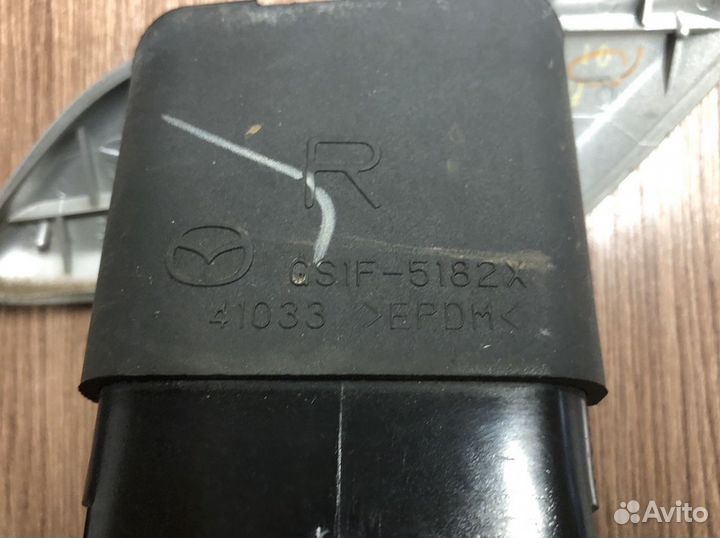 R
GS1F-5182X
41033 >EPDM<
Avito